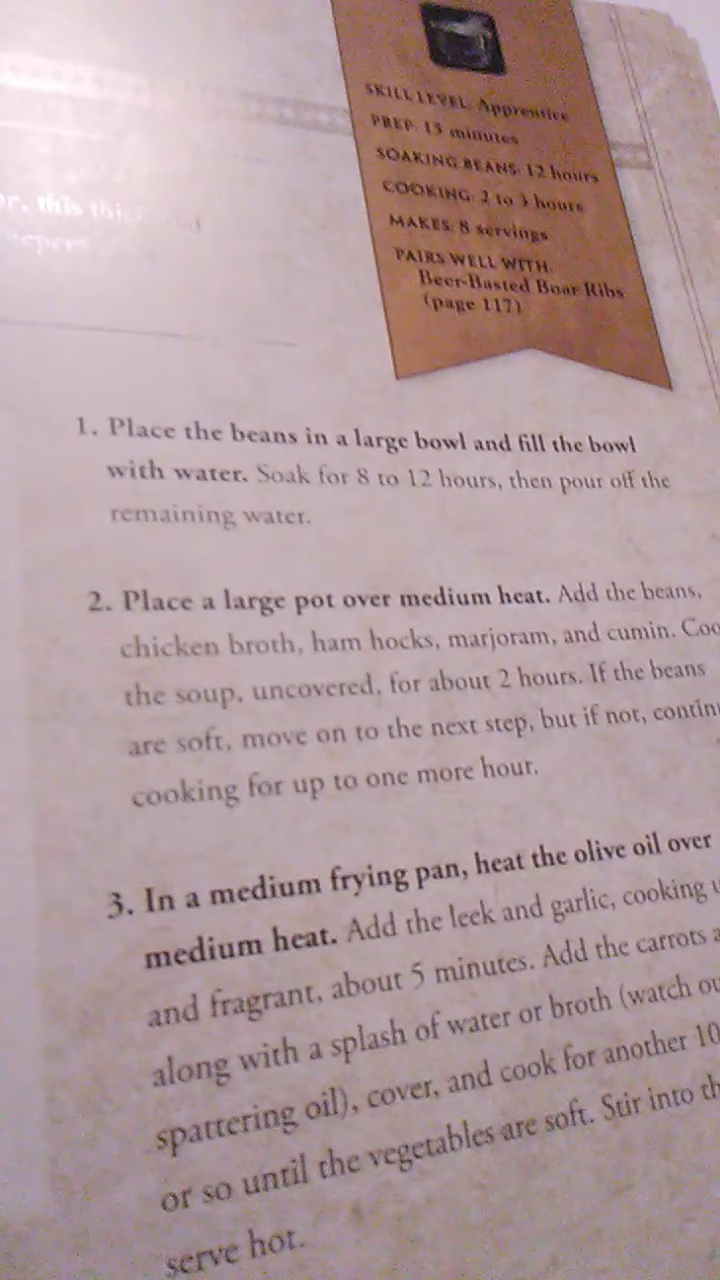 SKILL LEVEL: Apprentice
PREP: 15 minutes
SOAKING BEANS: 12 hours
COOKING: 2 to 3 hours
MAKES: 8 servings
PAIRS WELL WITH:
Beer-Basted Boar Ribs
(page 117)
this
1. Place the beans in a large bowl and fill the bowl
with water. Soak for 8 to 12 hours, then pour off the
remaining water.
2. Place a large pot over medium heat. Add the beans,
chicken broth, ham hocks, marjoram, and cumin. Coo
the soup, uncovered, for about 2 hours. If the beans
are soft, move on to the next step, but if not, contin
cooking for up to one more hour.
3. In a medium frying pan, heat the olive oil over
medium heat. Add the leek and garlic, cooking
and fragrant, about 5 minutes. Add the carrots a
along with a splash of water or broth (watch ou
spattering oil), cover, and cook for another 10
or so until the vegetables are soft. Stir into th
serve hot.